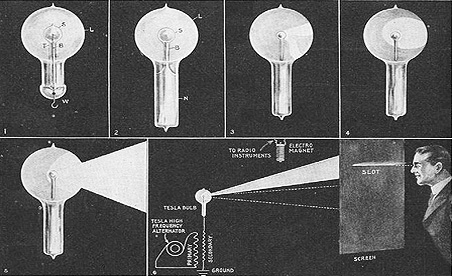 S
L
T
B
W
1
L
S
B
N
2
3
4
5
TO RADIO
INSTRUMENTS
ELECTRO
MAGNET
TESLA BULB
TESLA HIGH
FREQUENCY
ALTERNATOR
PRIMARY
SECONDARY
GROUND
6
SLOT
SCREEN